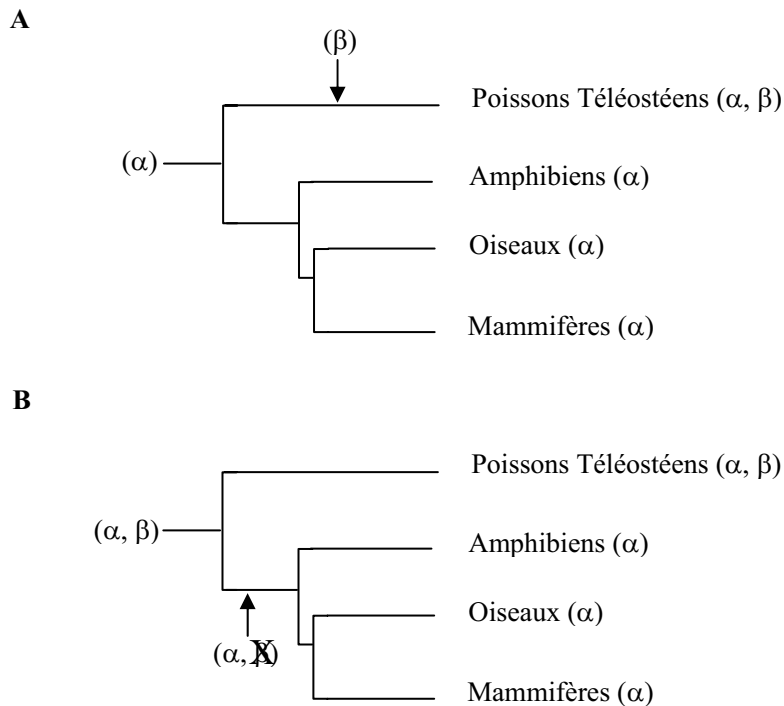 A
(β)
Poissons Téléostéens (α, β)
(α)
Amphibiens (α)
Oiseaux (α)
Mammifères (α)
B
Poissons Téléostéens (α, β)
(α, β)
Amphibiens (α)
Oiseaux (α)
(α, β)
Mammifères (α)